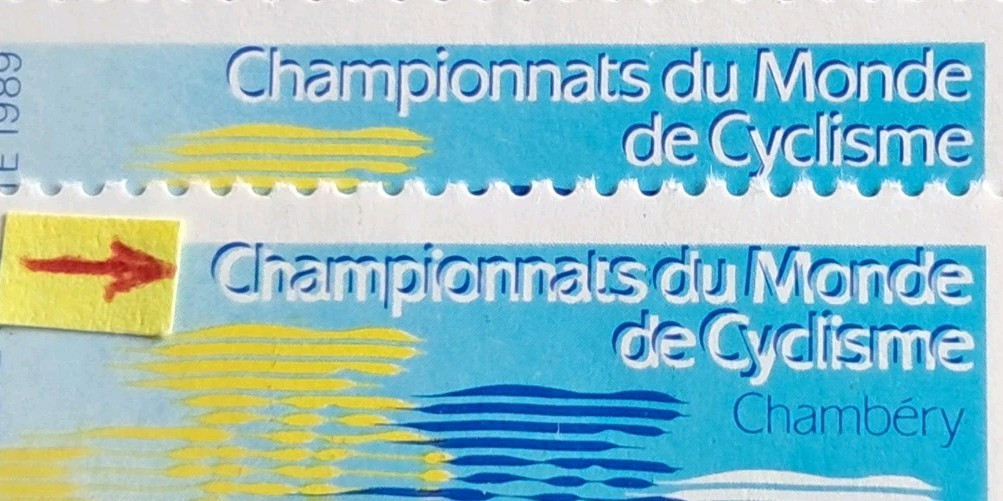 1989
Championnats du Monde
de Cyclisme
Championnats du Monde
de Cyclisme
Chambéry